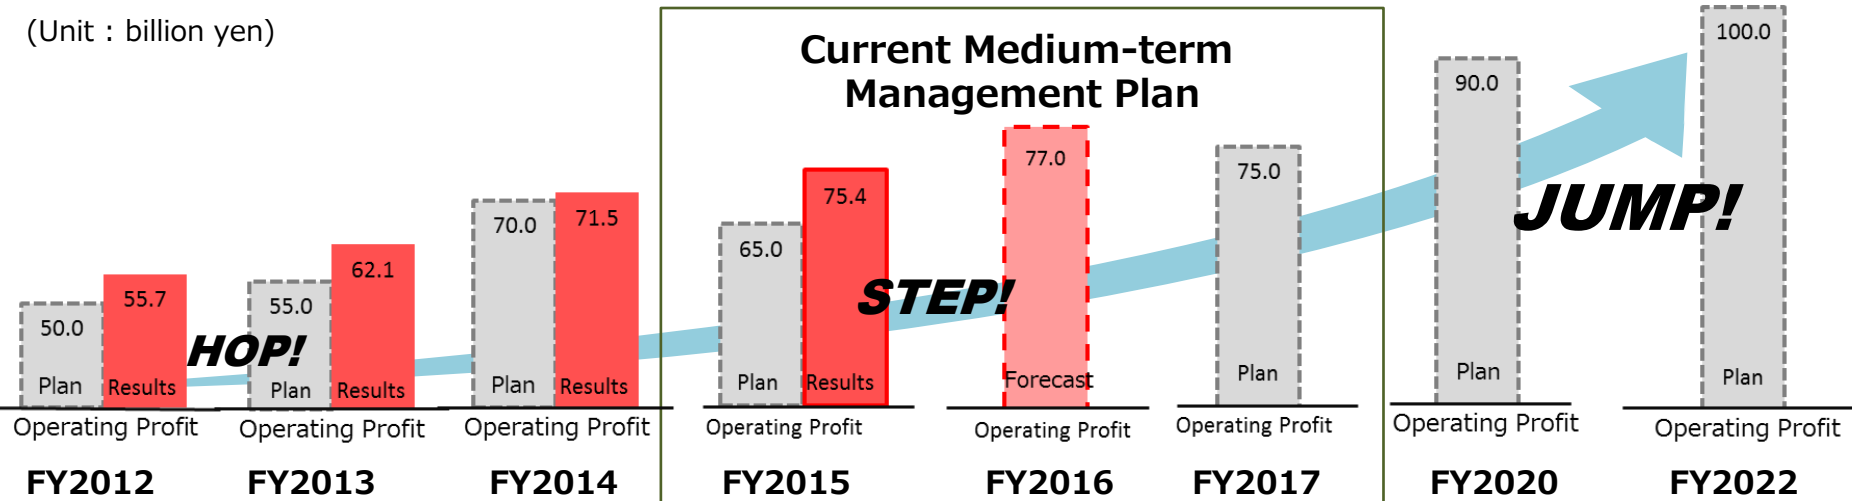 (Unit : billion yen)
Current Medium-term
Management Plan
50.0
Plan
55.7
Results
Operating Profit
FY2012
HOP!
55.0
Plan
62.1
Results
Operating Profit
FY2013
70.0
Plan
71.5
Results
Operating Profit
FY2014
65.0
Plan
75.4
Results
Operating Profit
FY2015
STEP!
77.0
Forecast
Operating Profit
FY2016
75.0
Plan
Operating Profit
FY2017
90.0
Plan
Operating Profit
FY2020
JUMP!
100.0
Plan
Operating Profit
FY2022